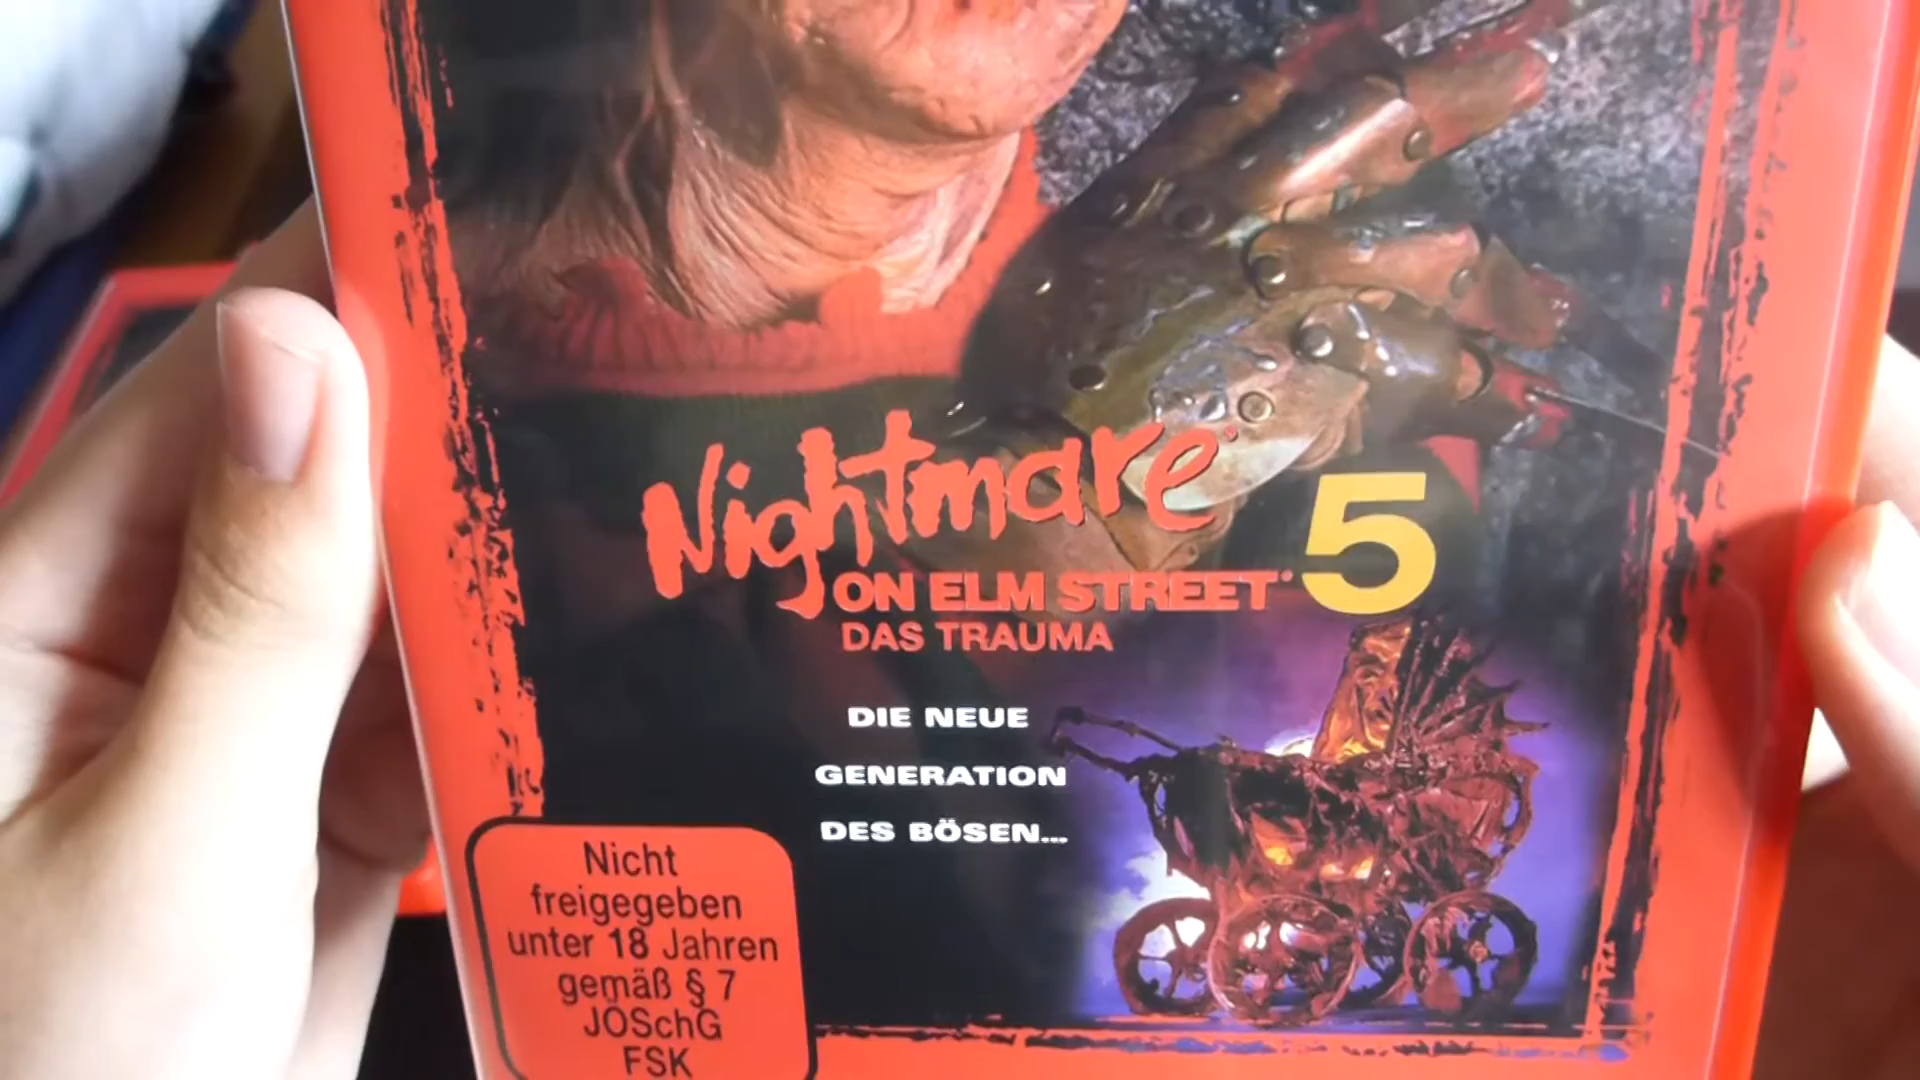 Nightmare
ON ELM STREET 5
DAS TRAUMA
DIE NEUE
GENERATION
DES BÖSEN...
Nicht
freigegeben
unter 18 Jahren
gemäß § 7
JÖSchG
FSK